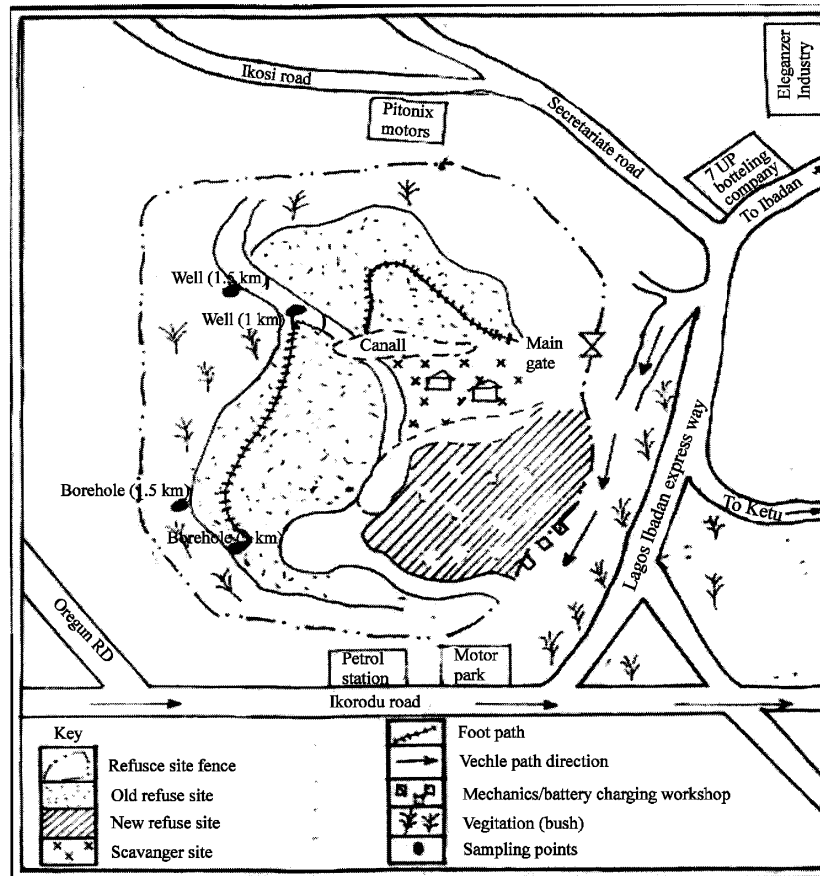 Ikosi road
Eleganzer
Industry
Pitonix
motors
Secretariate road
7 UP
botteling
company
To Ibadan
Well (1.5 km)
Well (1 km)
Canall
Main
gate
Borehole (1.5 km)
Borehole (  km)
Lagos Ibadan express way
To Ketu
Oregun RD
Petrol
station
Motor
park
Ikorodu road
Key
Refusce site fence
Old refuse site
New refuse site
Scavanger site
Foot path
Vechle path direction
Mechanics/battery charging workshop
Vegitation (bush)
Sampling points